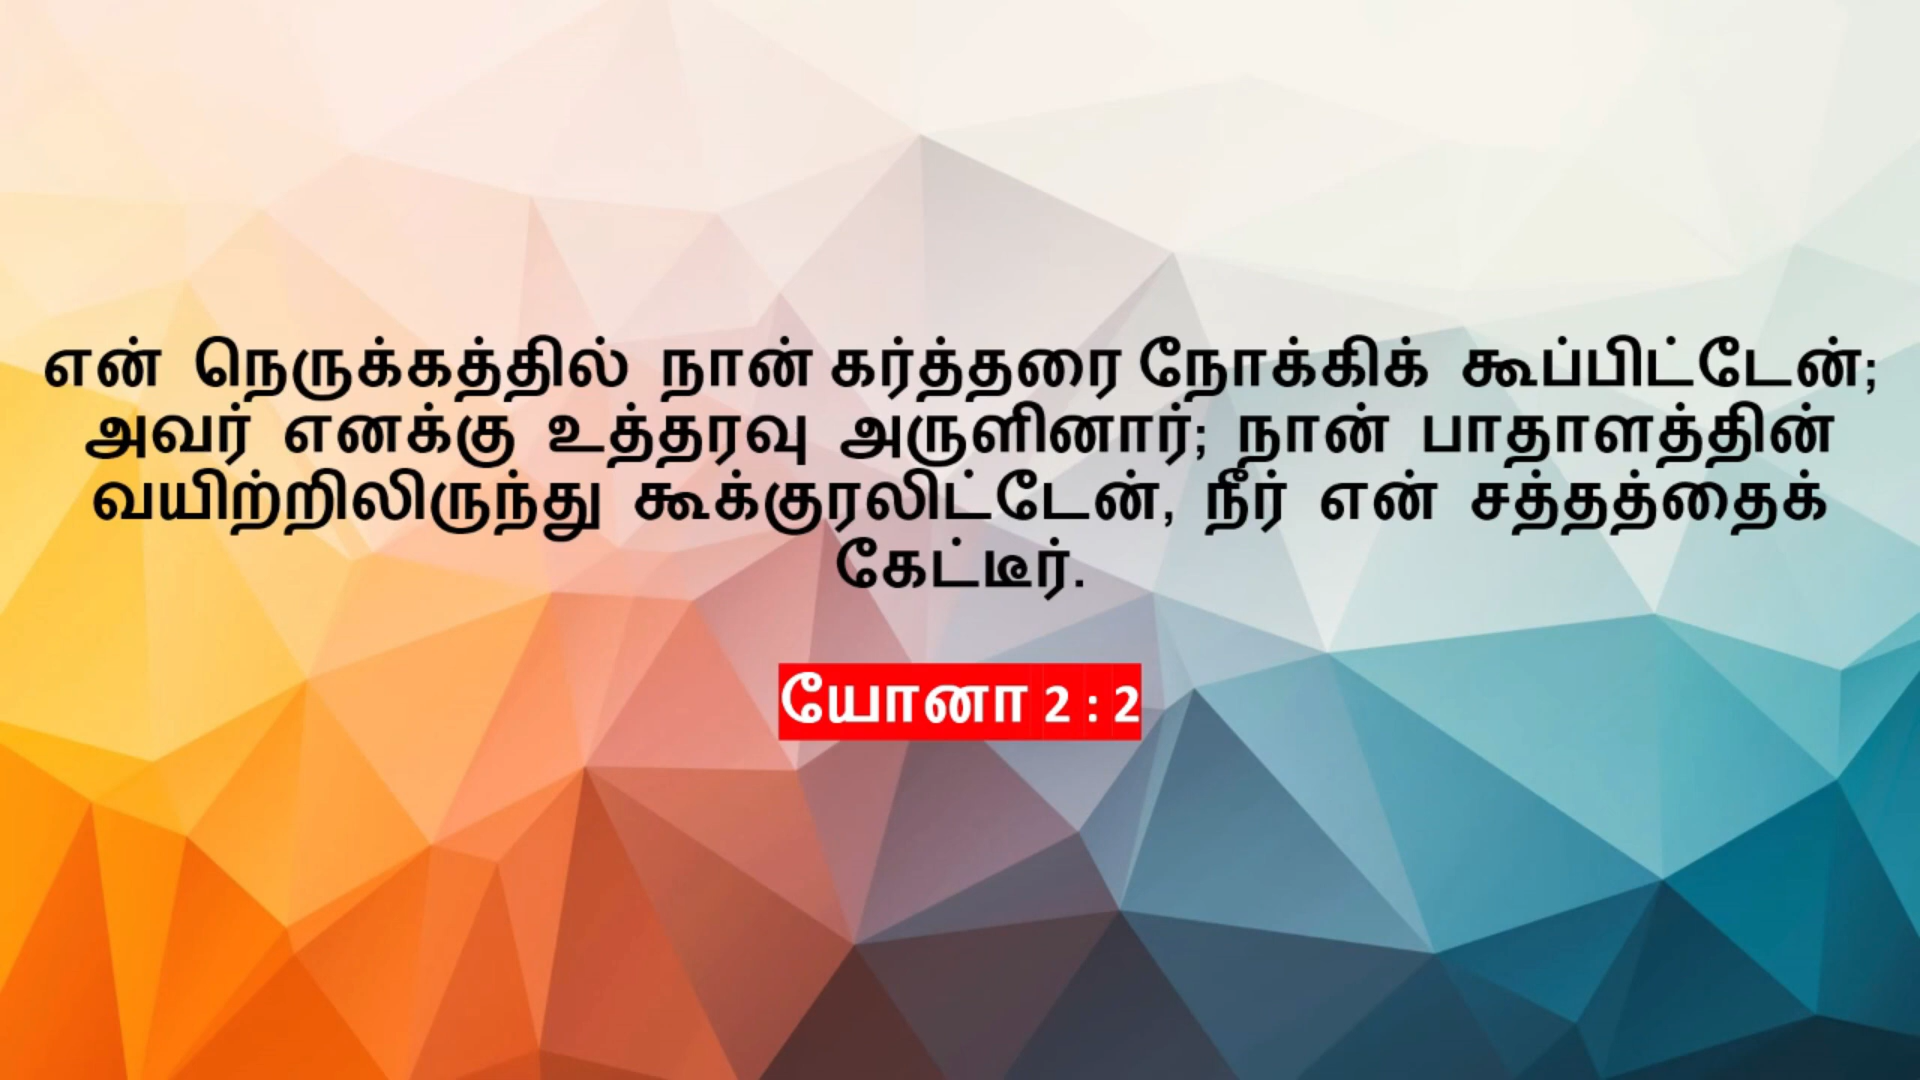 என் நெருக்கத்தில் நான் கர்த்தரை நோக்கிக் கூப்பிட்டேன்;
அவர் எனக்கு உத்தரவு அருளினார்; நான் பாதாளத்தின்
வயிற்றிலிருந்து கூக்குரலிட்டேன், நீர் என் சத்தத்தைக்
கேட்டீர்.
யோனா 2 : 2